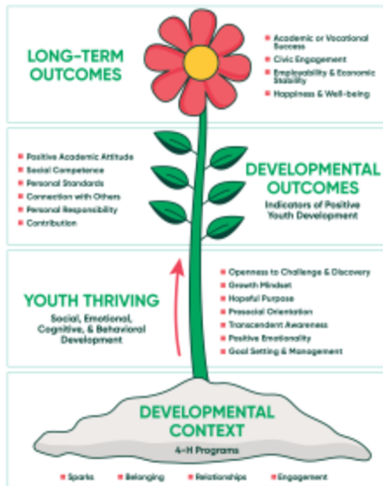 LONG-TERM
OUTCOMES
Academic or Vocational
Success
Civic Engagement
Employability & Economic
Stability
Happiness & Well-being
Positive Academic Attitude
Social Competence
Personal Standards
Connection with Others
Personal Responsibility
Contribution
DEVELOPMENTAL
OUTCOMES
Indicators of Positive
Youth Development
YOUTH THRIVING
Social, Emotional,
Cognitive, & Behavioral
Development
Openness to Challenge & Discovery
Growth Mindset
Hopeful Purpose
Prosocial Orientation
Transcendent Awareness
Positive Emotionality
Goal Setting & Management
DEVELOPMENTAL
CONTEXT
4-H Programs
Sparks Belonging Relationships Engagement